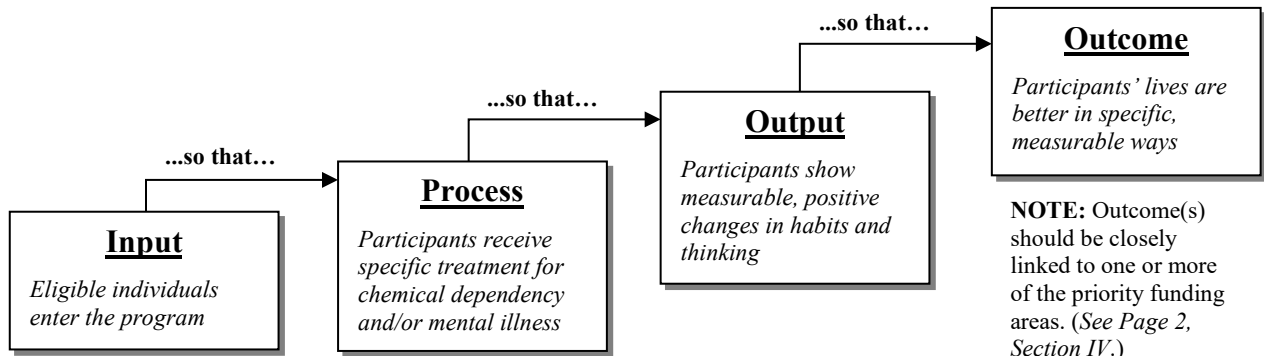 ...so that…
Outcome
Participants’ lives are
better in specific,
measurable ways
...so that…
Output
Participants show
measurable, positive
changes in habits and
thinking
...so that…
Process
Participants receive
specific treatment for
chemical dependency
and/or mental illness
Input
Eligible individuals
enter the program
NOTE: Outcome(s)
should be closely
linked to one or more
of the priority funding
areas. (See Page 2,
Section IV.)